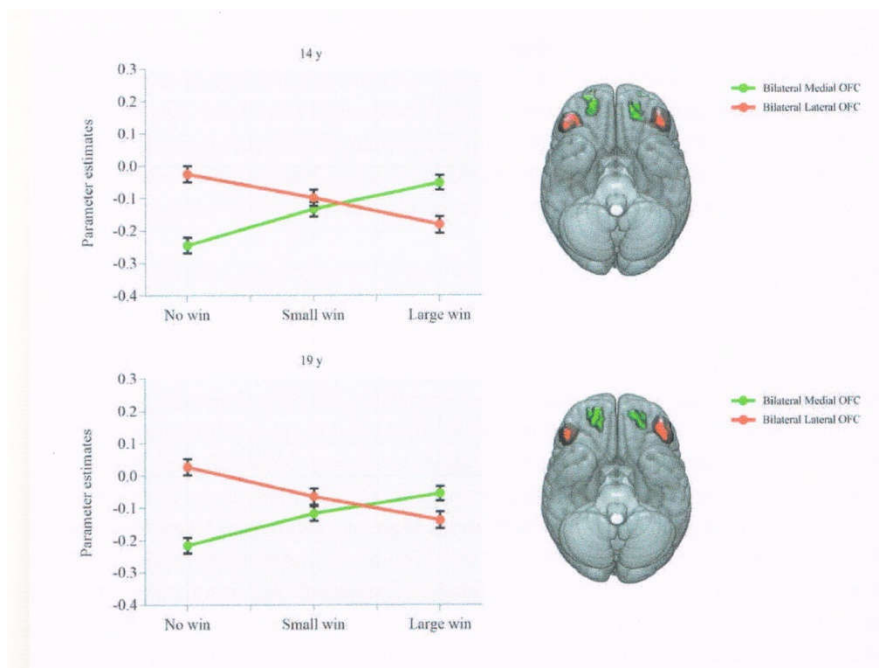 14 y
0.3
0.2
0.1
0.0
-0.1
-0.2
-0.3
-0.4
Parameter estimates
No win
Small win
Large win
Bilateral Medial OFC
Bilateral Lateral OFC
19 y
0.3
0.2
0.1
0.0
-0.1
-0.2
-0.3
-0.4
Parameter estimates
No win
Small win
Large win
Bilateral Medial OFC
Bilateral Lateral OFC